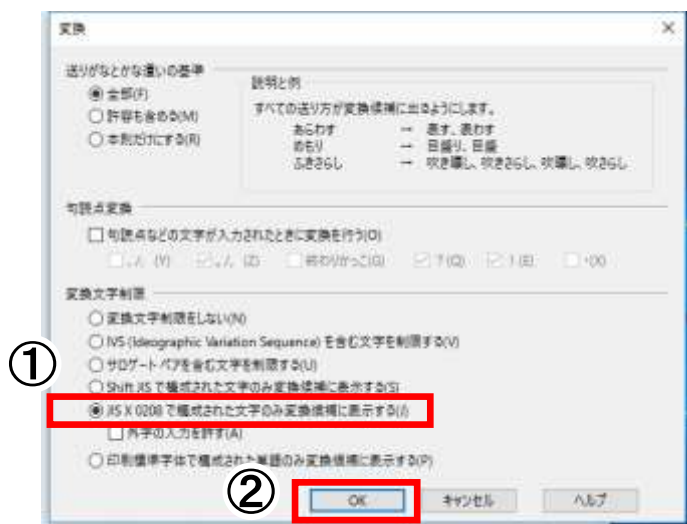 変換
送りがなとかな遣いの基準
全部(F)
許容も含める(M)
本則だけにする(R)
説明と例
すべての送り方が変換候補に出るようにします。
あらわす → 表す、表わす
めもり → 目盛り、目盛
ふきさらし → 吹き曝し、吹きさらし、吹曝し、吹さらし
句読点変換
句読点などの文字が入力されたときに変換を行う(O)
(Y) (Z) 終わりかっこ(G) ?(Q) !(E)
変換文字制限
変換文字制限をしない(N)
IVS (Ideographic Variation Sequence) を含む文字を制限する(V)
サロゲート ペアを含む文字を制限する(U)
Shift JIS で構成された文字のみ変換候補に表示する(S)
①
JIS X 0208 で構成された文字のみ変換候補に表示する(J)
外字の入力を許す(A)
印刷標準字体で構成された単語のみ変換候補に表示する(P)
②
OK キャンセル ヘルプ